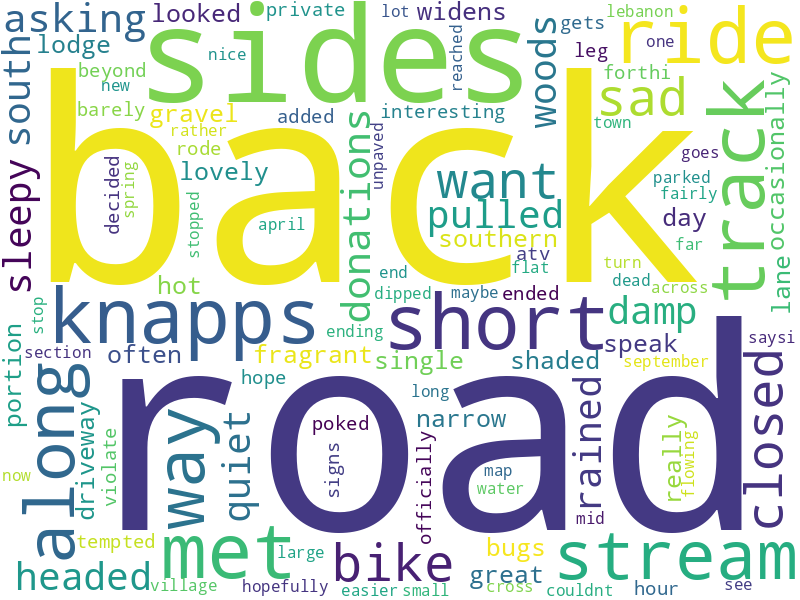 asking looked sides private lot widens gets lebanon ride
lodge south nice reached woods leg one
beyond new sad forthi
barely gravel added interesting town track occasionally
rather rode donations unpaved goes
sleepy decided spring lovely back want parked fairly
stopped april pulled day
southern atv far
hot end flat turn lane
knapps dipped maybe ended dead across
stop ending short damp
section often fragrant single shaded speak saysi
portion hope long september closed
along way quiet poked narrow rained
driveway violate signs road officially map really flowing
now water
tempted met large mid bugs stream
headed village hopefully bike easier small great cross couldnt hour see